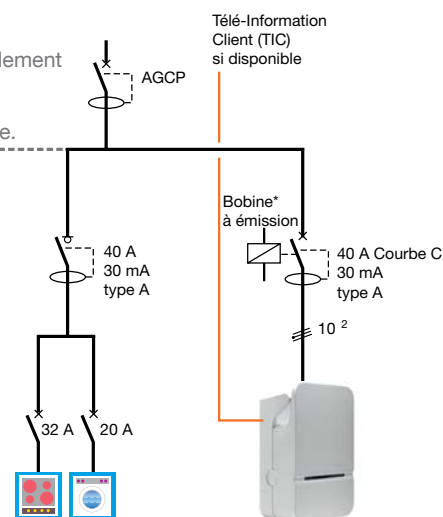 Télé-Information
Client (TIC)
si disponible
lement
AGCP
e.
Bobine*
à émission
40 A
30 mA
type A
40 A Courbe C
30 mA
type A
10 ²
32 A
20 A